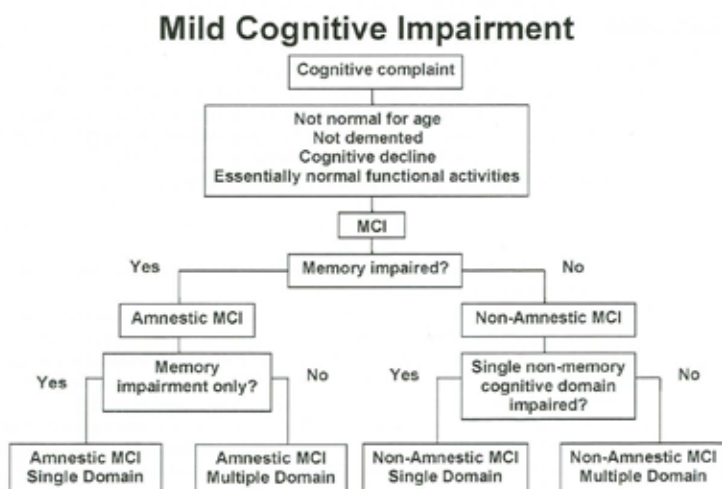 Mild Cognitive Impairment
Cognitive complaint
Not normal for age
Not demented
Cognitive decline
Essentially normal functional activities
MCI
Yes
Memory impaired?
No
Amnestic MCI
Non-Amnestic MCI
Yes
Memory
impairment only?
No
Yes
Single non-memory
cognitive domain
impaired?
No
Amnestic MCI
Single Domain
Amnestic MCI
Multiple Domain
Non-Amnestic MCI
Single Domain
Non-Amnestic MCI
Multiple Domain